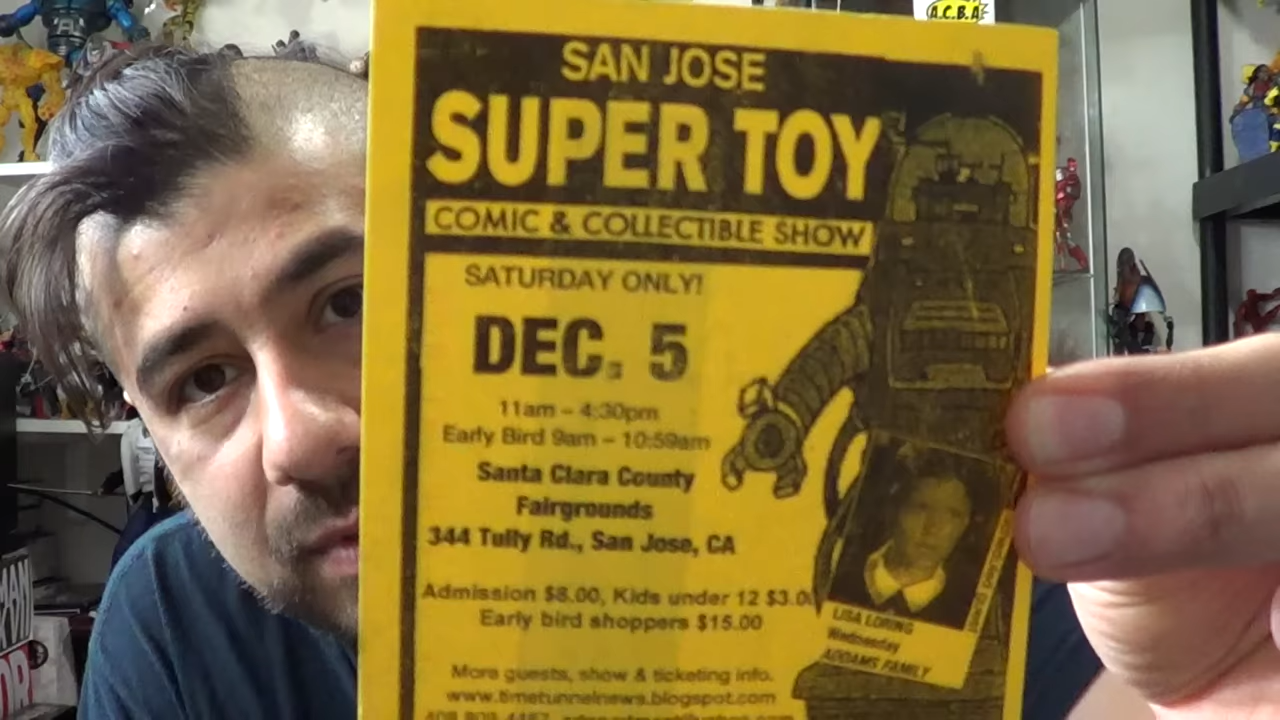 A.C.B.A
SAN JOSE
SUPER TOY
COMIC & COLLECTIBLE SHOW
SATURDAY ONLY!
DEC. 5
11am – 4:30pm
Early Bird 9am – 10:59am
Santa Clara County
Fairgrounds
344 Tully Rd., San Jose, CA
Admission $8.00, Kids under 12 $3.00
Early bird shoppers $15.00
LISA LORING
Wednesday
ADDAMS FAMILY
More guests, show & ticketing info.
www.timetunnelnews.blogspot.com